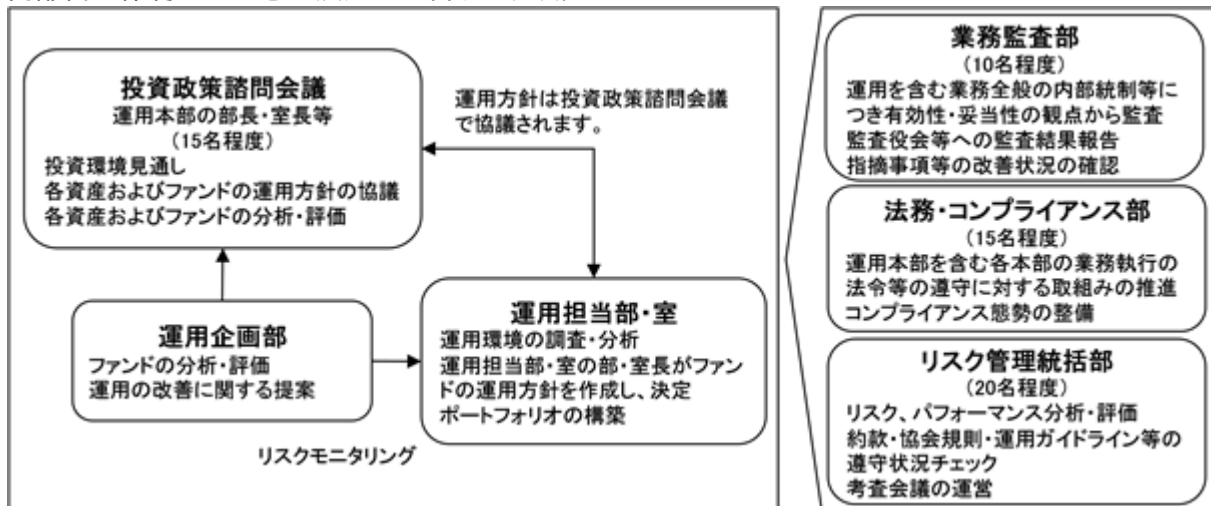 投資政策諮問会議
運用本部の部長・室長等
(15名程度)
投資環境見通し
各資産およびファンドの運用方針の協議
各資産およびファンドの分析・評価
運用方針は投資政策諮問会議
で協議されます。
運用企画部
ファンドの分析・評価
運用の改善に関する提案
運用担当部・室
運用環境の調査・分析
運用担当部・室の部・室長がファン
ドの運用方針を作成し、決定
ポートフォリオの構築
リスクモニタリング
業務監査部
(10名程度)
運用を含む業務全般の内部統制等に
つき有効性・妥当性の観点から監査
監査役会等への監査結果報告
指摘事項等の改善状況の確認
法務・コンプライアンス部
(15名程度)
運用本部を含む各本部の業務執行の
法令等の遵守に対する取組みの推進
コンプライアンス態勢の整備
リスク管理統括部
(20名程度)
リスク、パフォーマンス分析・評価
約款・協会規則・運用ガイドライン等の
遵守状況チェック
考査会議の運営